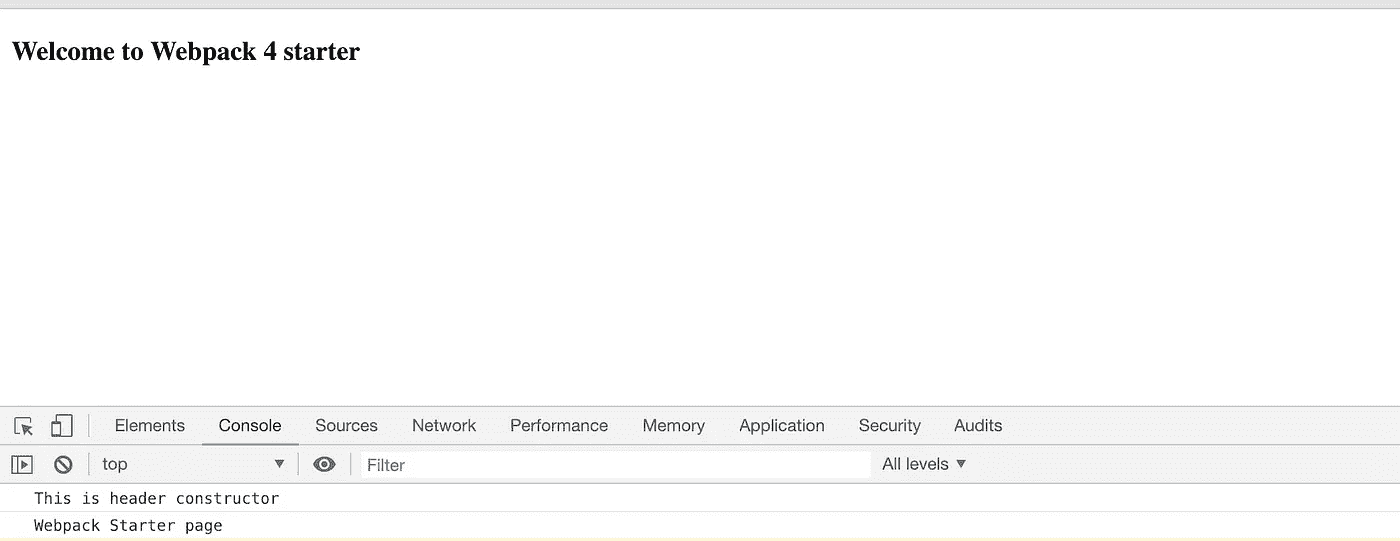 Welcome to Webpack 4 starter
Elements Console Sources Network Performance Memory Application Security Audits
top Filter All levels
This is header constructor
Webpack Starter page